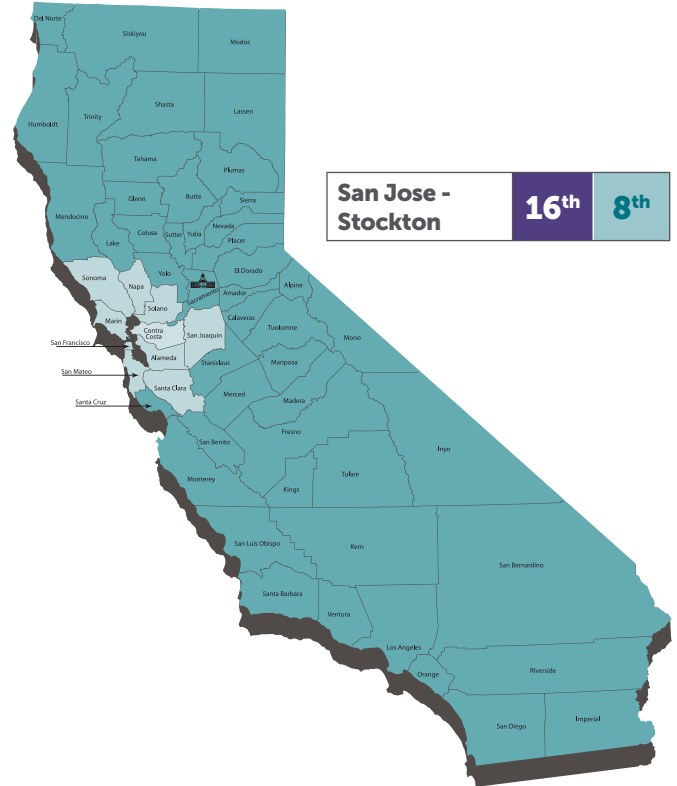 Del Norte
Siskiyou
Modoc
Humboldt
Trinity
Shasta
Lassen
Tehama
Plumas
San Jose -
Stockton
16th
8th
Mendocino
Glenn
Butte
Sierra
Lake
Colusa
Sutter
Yuba
Nevada
Placer
Sonoma
Napa
Yolo
Sacramento
El Dorado
Alpine
Solano
Amador
Marin
Contra
Costa
San Joaquin
Calaveras
Tuolumne
Mono
San Francisco
Alameda
Stanislaus
Mariposa
San Mateo
Santa Clara
Merced
Madera
Santa Cruz
Fresno
San Benito
Inyo
Monterey
Kings
Tulare
San Luis Obispo
Kern
San Bernardino
Santa Barbara
Ventura
Los Angeles
Orange
Riverside
San Diego
Imperial